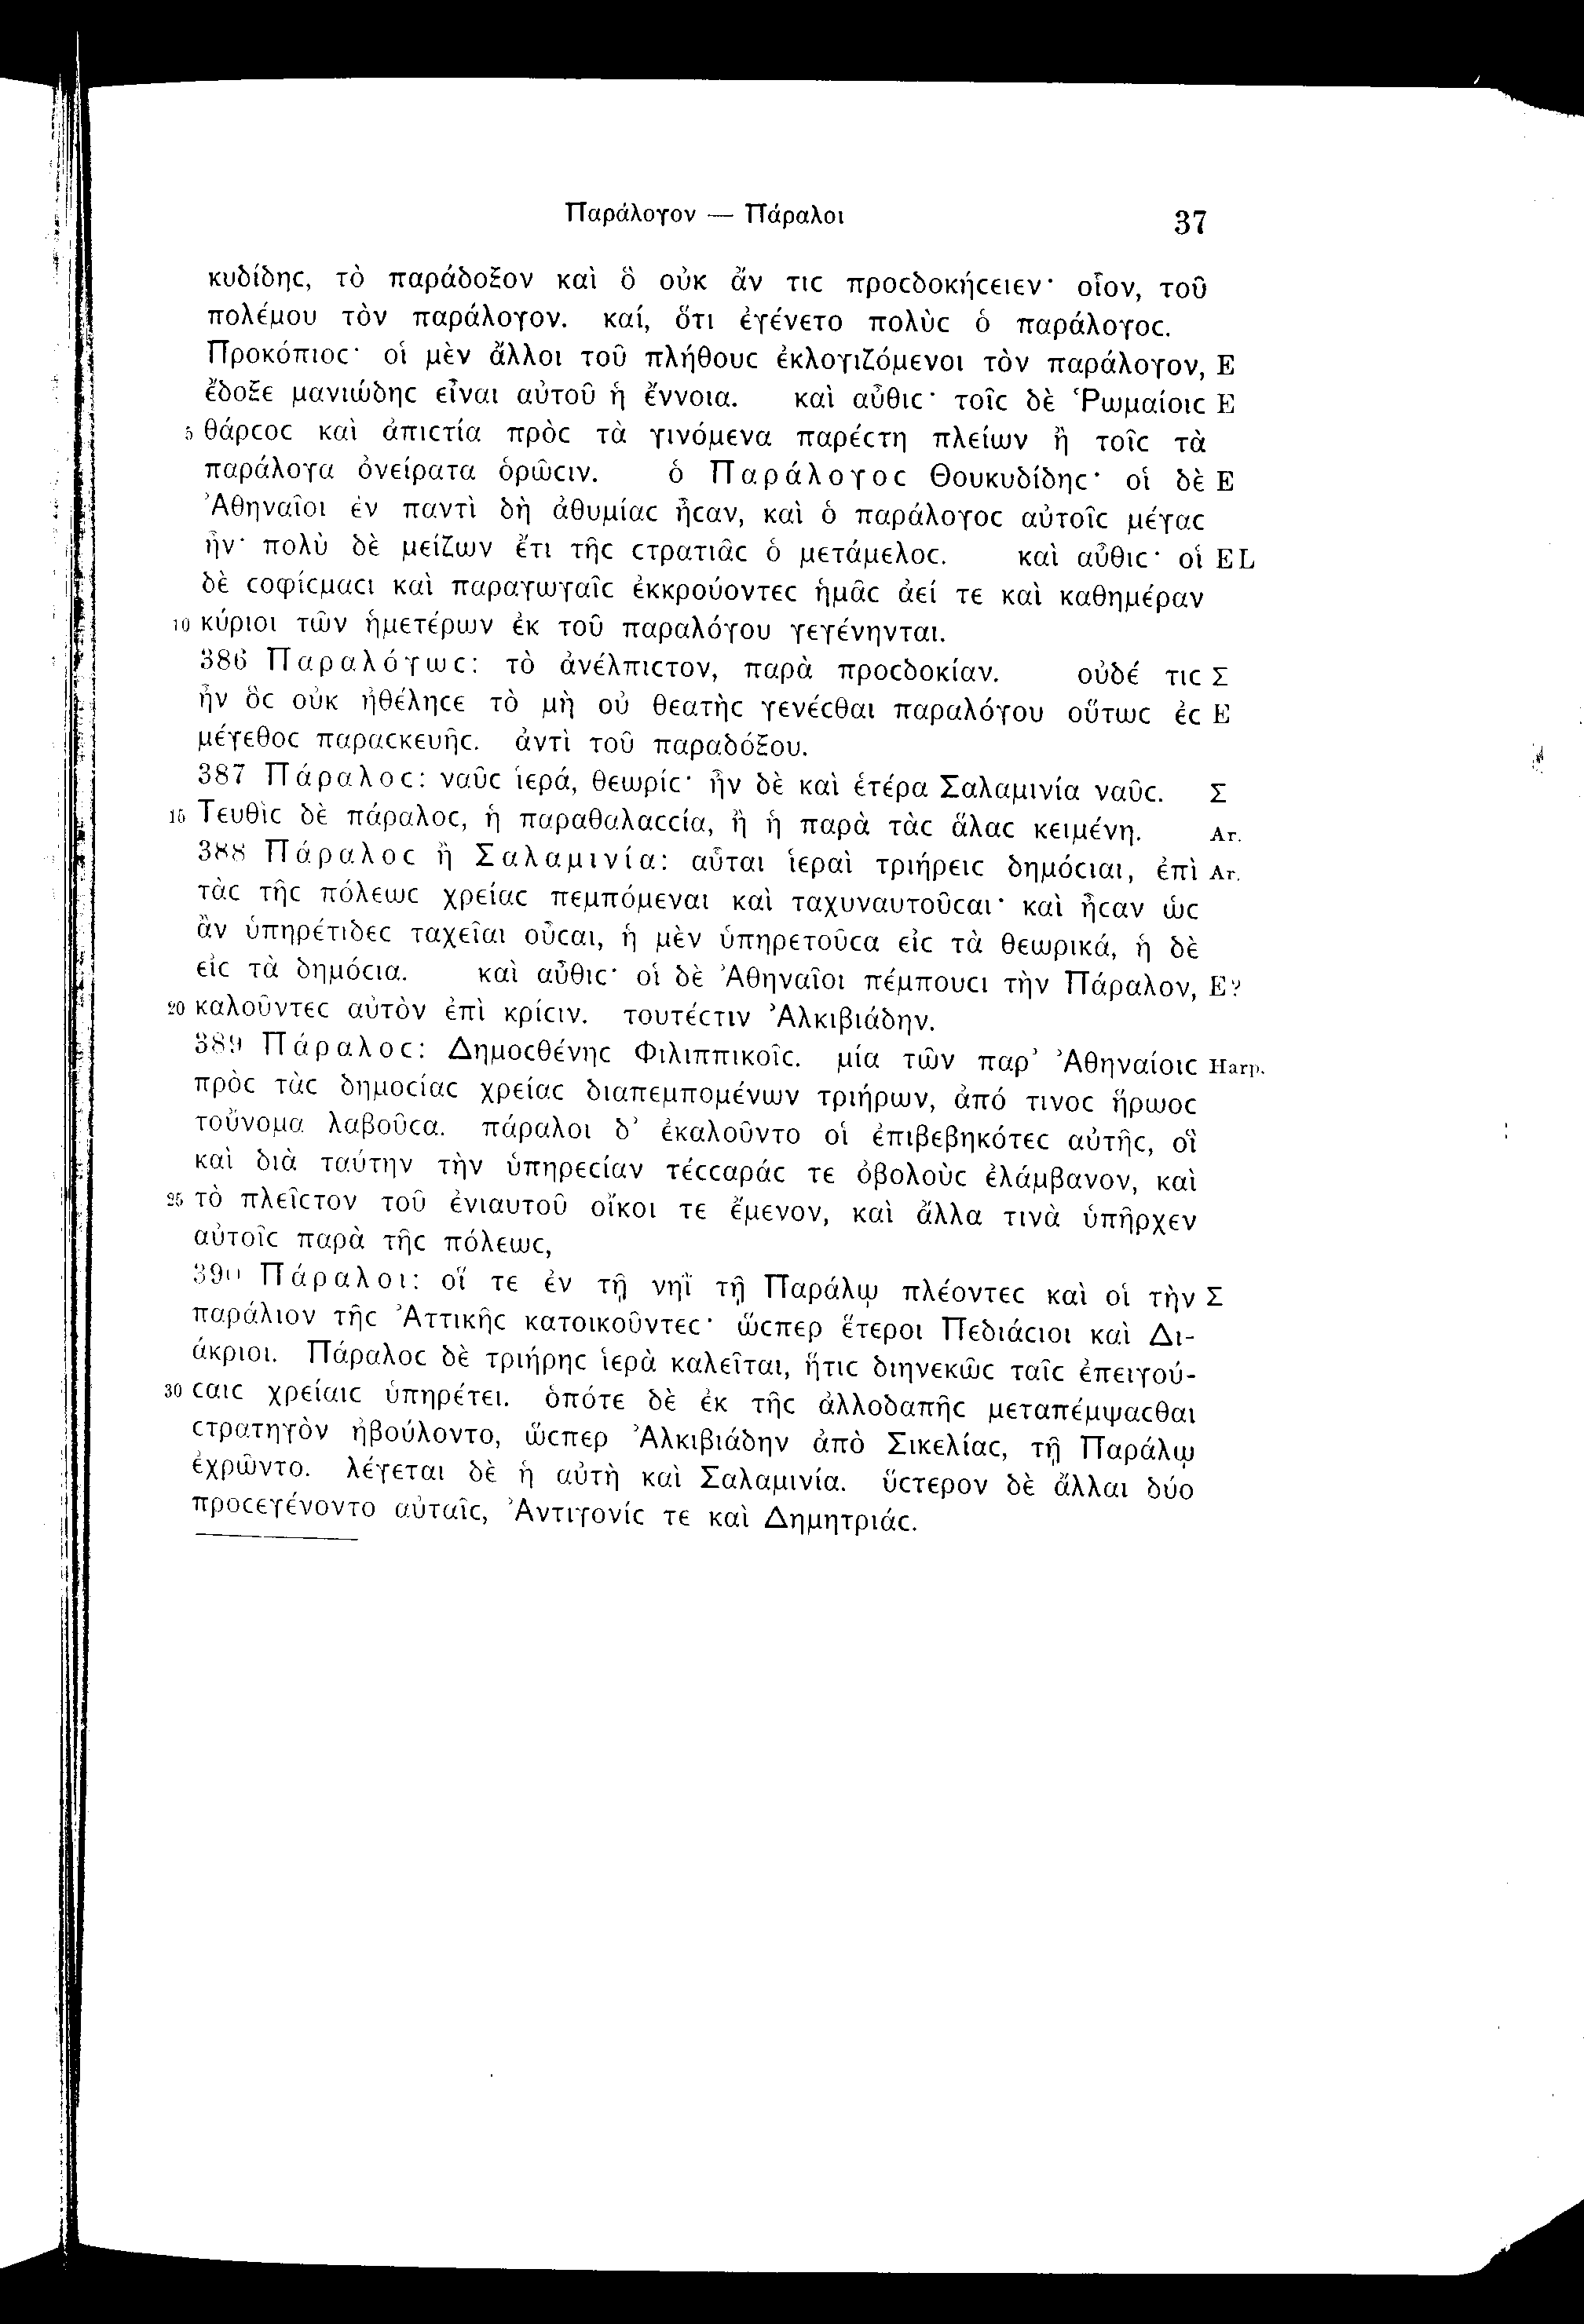 Παράλογον — Πάραλοι 37
κυδίδηϲ, τὸ παράδοξον καὶ ὃ οὐκ ἄν τιϲ προϲδοκήϲειεν· οἷον, τοῦ
πολέμου τὸν παράλογον. καί, ὅτι ἐγένετο πολὺϲ ὁ παράλογοϲ.
Προκόπιοϲ· οἱ μὲν ἄλλοι τοῦ πλήθουϲ ἐκλογιζόμενοι τὸν παράλογον, E
ἔδοξε μανιώδηϲ εἶναι αὐτοῦ ἡ ἔννοια. καὶ αὖθιϲ· τοῖϲ δὲ Ῥωμαίοιϲ E
5 θάρϲοϲ καὶ ἀπιϲτία πρὸϲ τὰ γινόμενα παρέϲτη πλείων ἢ τοῖϲ τὰ
παράλογα ὀνείρατα ὁρῶϲιν. ὁ Παράλογοϲ Θουκυδίδηϲ· οἱ δὲ E
Ἀθηναῖοι ἐν παντὶ δὴ ἀθυμίαϲ ἦϲαν, καὶ ὁ παράλογοϲ αὐτοῖϲ μέγαϲ
ἦν· πολὺ δὲ μείζων ἔτι τῆϲ ϲτρατιᾶϲ ὁ μετάμελοϲ. καὶ αὖθιϲ· οἱ EL
δὲ ϲοφίϲμαϲι καὶ παραγωγαῖϲ ἐκκρούοντεϲ ἡμᾶϲ ἀεί τε καὶ καθημέραν
10 κύριοι τῶν ἡμετέρων ἐκ τοῦ παραλόγου γεγένηνται.
386 Παραλόγωϲ: τὸ ἀνέλπιϲτον, παρὰ προϲδοκίαν. οὐδέ τιϲ Σ
ἦν ὃϲ οὐκ ἠθέληϲε τὸ μὴ οὐ θεατὴϲ γενέϲθαι παραλόγου οὕτωϲ ἐϲ E
μέγεθοϲ παραϲκευῆϲ. ἀντὶ τοῦ παραδόξου.
387 Πάραλοϲ: ναῦϲ ἱερά, θεωρίϲ· ἦν δὲ καὶ ἑτέρα Σαλαμινία ναῦϲ. Σ
15 Τευθὶϲ δὲ πάραλοϲ, ἡ παραθαλαϲϲία, ἢ ἡ παρὰ τὰϲ ἅλαϲ κειμένη. Ar.
388 Πάραλοϲ ἢ Σαλαμινία: αὗται ἱεραὶ τριήρειϲ δημόϲιαι, ἐπὶ Ar.
τὰϲ τῆϲ πόλεωϲ χρείαϲ πεμπόμεναι καὶ ταχυναυτοῦϲαι· καὶ ἦϲαν ὡϲ
ἂν ὑπηρέτιδεϲ ταχεῖαι οὖϲαι, ἡ μὲν ὑπηρετοῦϲα εἰϲ τὰ θεωρικά, ἡ δὲ
εἰϲ τὰ δημόϲια. καὶ αὖθιϲ· οἱ δὲ Ἀθηναῖοι πέμπουϲι τὴν Πάραλον, E?
20 καλοῦντεϲ αὐτὸν ἐπὶ κρίϲιν. τουτέϲτιν Ἀλκιβιάδην.
389 Πάραλοϲ: Δημοϲθένηϲ Φιλιππικοῖϲ. μία τῶν παρ’ Ἀθηναίοιϲ Harp.
πρὸϲ τὰϲ δημοϲίαϲ χρείαϲ διαπεμπομένων τριήρων, ἀπό τινοϲ ἥρωοϲ
τοὔνομα λαβοῦϲα. πάραλοι δ’ ἐκαλοῦντο οἱ ἐπιβεβηκότεϲ αὐτῆϲ, οἳ
καὶ διὰ ταύτην τὴν ὑπηρεϲίαν τέϲϲαράϲ τε ὀβολοὺϲ ἐλάμβανον, καὶ
25 τὸ πλεῖϲτον τοῦ ἐνιαυτοῦ οἴκοι τε ἔμενον, καὶ ἄλλα τινὰ ὑπῆρχεν
αὐτοῖϲ παρὰ τῆϲ πόλεωϲ,
390 Πάραλοι: οἵ τε ἐν τῇ νηῒ τῇ Παράλῳ πλέοντεϲ καὶ οἱ τὴν Σ
παράλιον τῆϲ Ἀττικῆϲ κατοικοῦντεϲ· ὥϲπερ ἕτεροι Πεδιάϲιοι καὶ Δι-
άκριοι. Πάραλοϲ δὲ τριήρηϲ ἱερὰ καλεῖται, ἥτιϲ διηνεκῶϲ ταῖϲ ἐπειγού-
30 ϲαιϲ χρείαιϲ ὑπηρέτει. ὁπότε δὲ ἐκ τῆϲ ἀλλοδαπῆϲ μεταπέμψαϲθαι
ϲτρατηγὸν ἠβούλοντο, ὥϲπερ Ἀλκιβιάδην ἀπὸ Σικελίαϲ, τῇ Παράλῳ
ἐχρῶντο. λέγεται δὲ ἡ αὐτὴ καὶ Σαλαμινία. ὕϲτερον δὲ ἄλλαι δύο
προϲεγένοντο αὐταῖϲ, Ἀντιγονίϲ τε καὶ Δημητριάϲ.